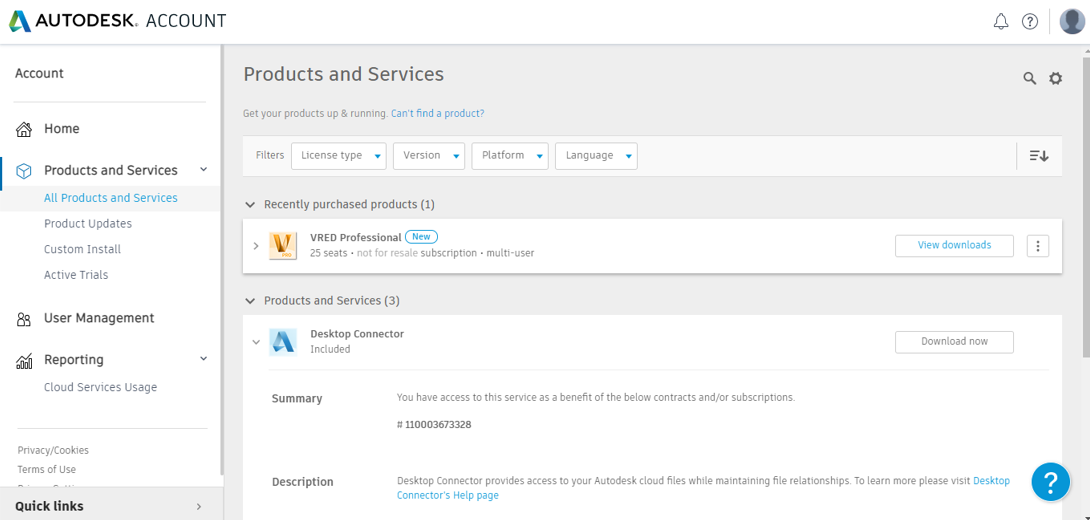 AUTODESK. ACCOUNT
Account
Home
Products and Services
All Products and Services
Product Updates
Custom Install
Active Trials
User Management
Reporting
Cloud Services Usage
Privacy/Cookies
Terms of Use
Quick links
Products and Services
Get your products up & running. Can't find a product?
Filters License type Version Platform Language
Recently purchased products (1)
VRED Professional New
25 seats • not for resale subscription • multi-user
View downloads
Products and Services (3)
Desktop Connector
Included
Download now
Summary
You have access to this service as a benefit of the below contracts and/or subscriptions.
# 110003673328
Description
Desktop Connector provides access to your Autodesk cloud files while maintaining file relationships. To learn more please visit Desktop
Connector's Help page
?